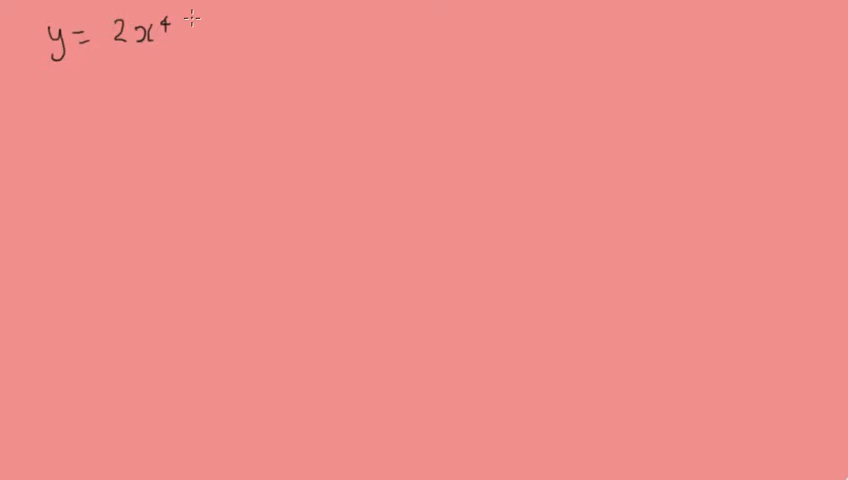 y = 2x⁴